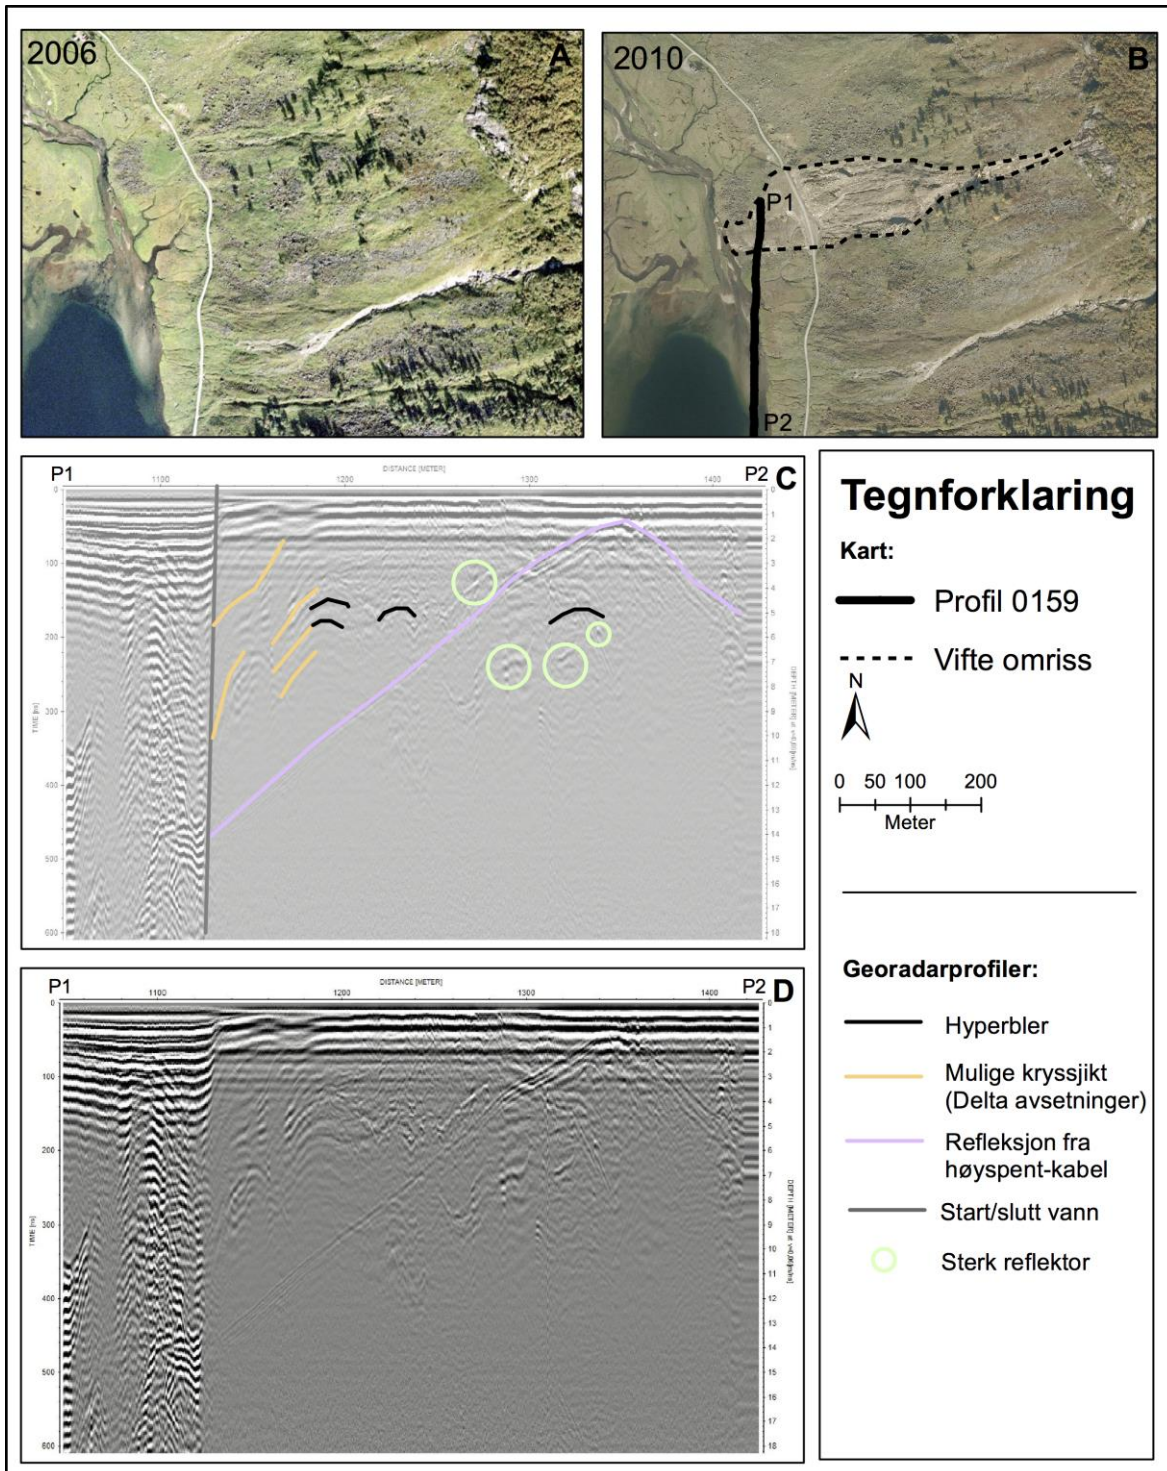 2006
A
2010
B
P1
P2
P1
DISTANCE [METER]
P2
C
1100
1200
1300
1400
0
100
200
300
400
500
600
TIME [ns]
0
1
2
3
4
5
6
7
8
9
10
11
12
13
14
15
16
17
18
Tegnforklaring
Kart:
Profil 0159
Vifte omriss
N
0 50 100 200
Meter
Georadarprofiler:
Hyperbler
Mulige kryssjikt
(Delta avsetninger)
Refleksjon fra
høyspent-kabel
Start/slutt vann
Sterk reflektor
P1
DISTANCE [METER]
P2
D
1100
1200
1300
1400
0
100
200
300
400
500
600
TIME [ns]
0
1
2
3
4
5
6
7
8
9
10
11
12
13
14
15
16
17
18